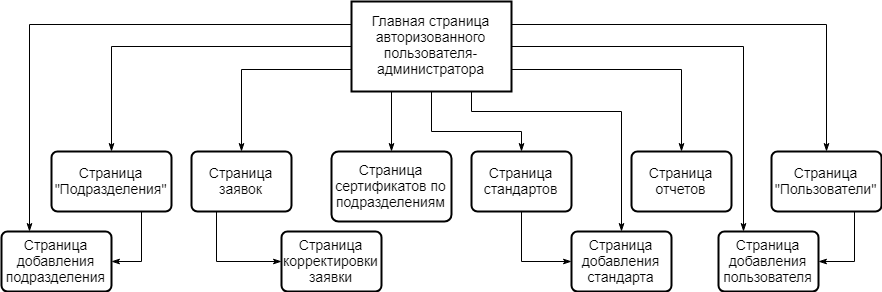 Главная страница
авторизованного
пользователя-
администратора
Страница
"Подразделения"
Страница
заявок
Страница
сертификатов по
подразделениям
Страница
стандартов
Страница
отчетов
Страница
"Пользователи"
Страница
добавления
подразделения
Страница
корректировки
заявки
Страница
добавления
стандарта
Страница
добавления
пользователя